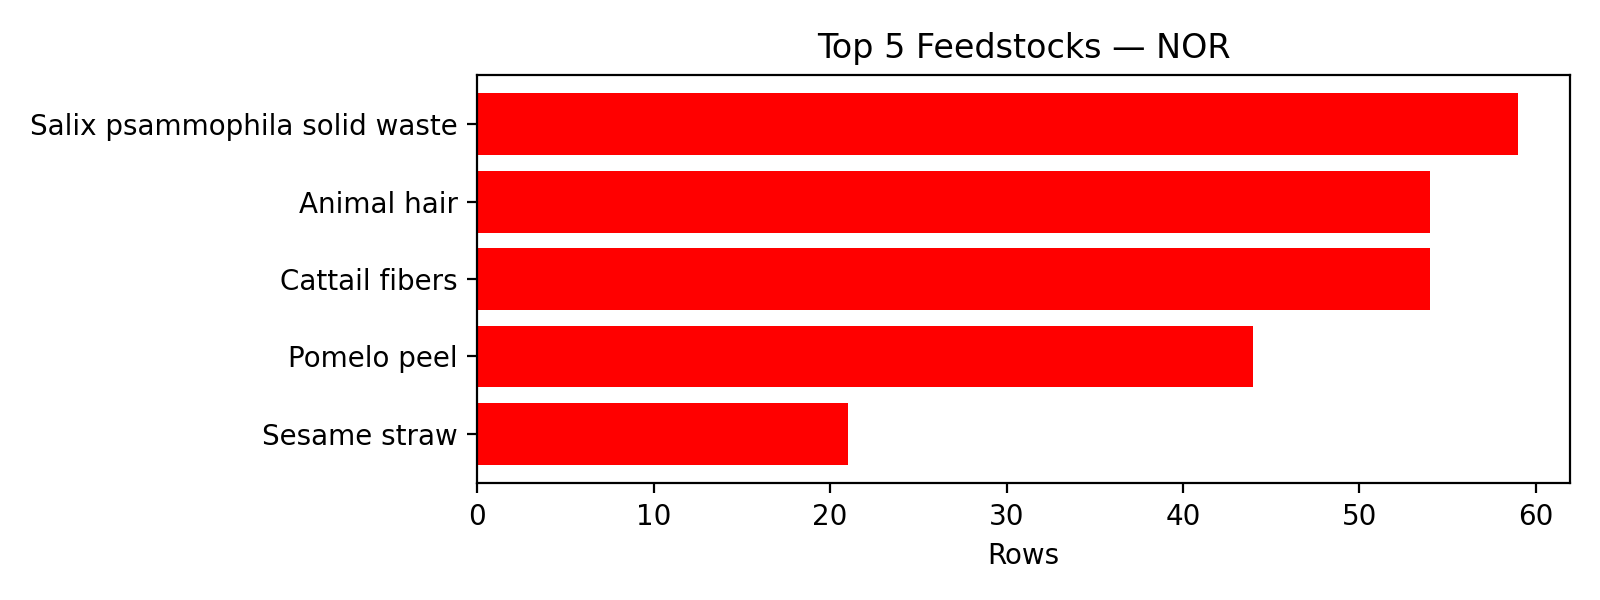 Top 5 Feedstocks — NOR
Salix psammophila solid waste
Animal hair
Cattail fibers
Pomelo peel
Sesame straw
0 10 20 30 40 50 60
Rows